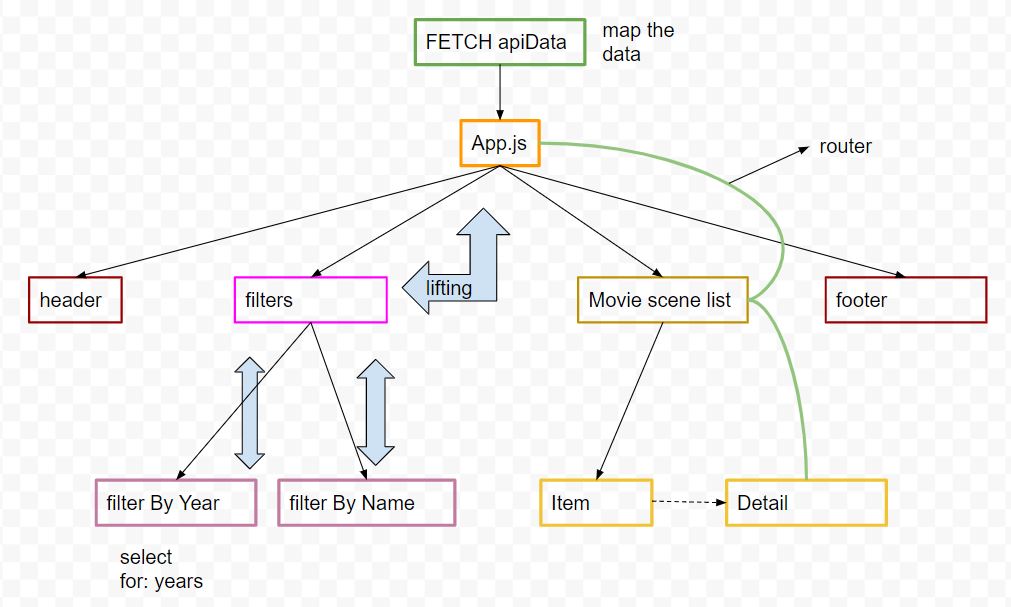 FETCH apiData
map the
data
App.js
router
lifting
header
filters
Movie scene list
footer
filter By Year
filter By Name
Item
Detail
select
for: years